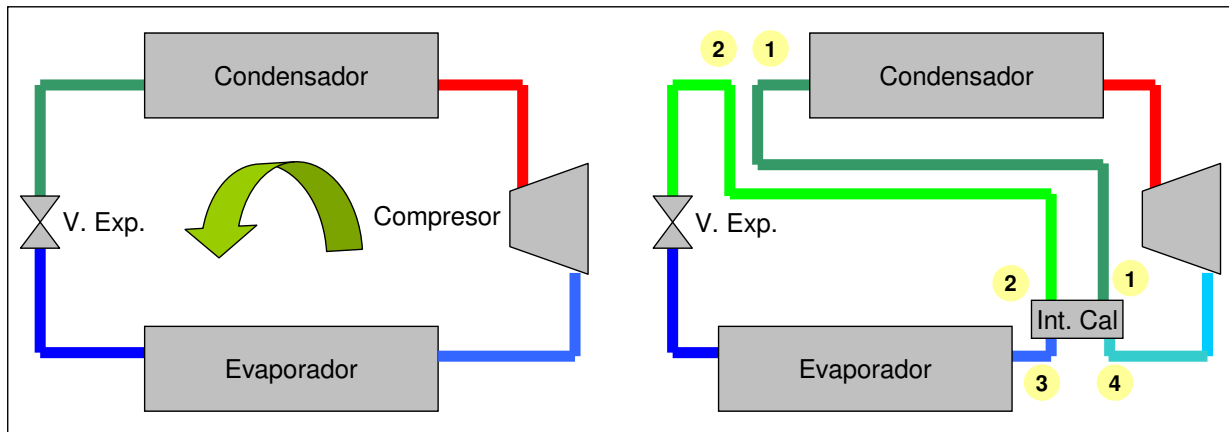 Condensador
V. Exp.
Compresor
Evaporador
2
1
Condensador
V. Exp.
2
1
Int. Cal
Evaporador
3
4